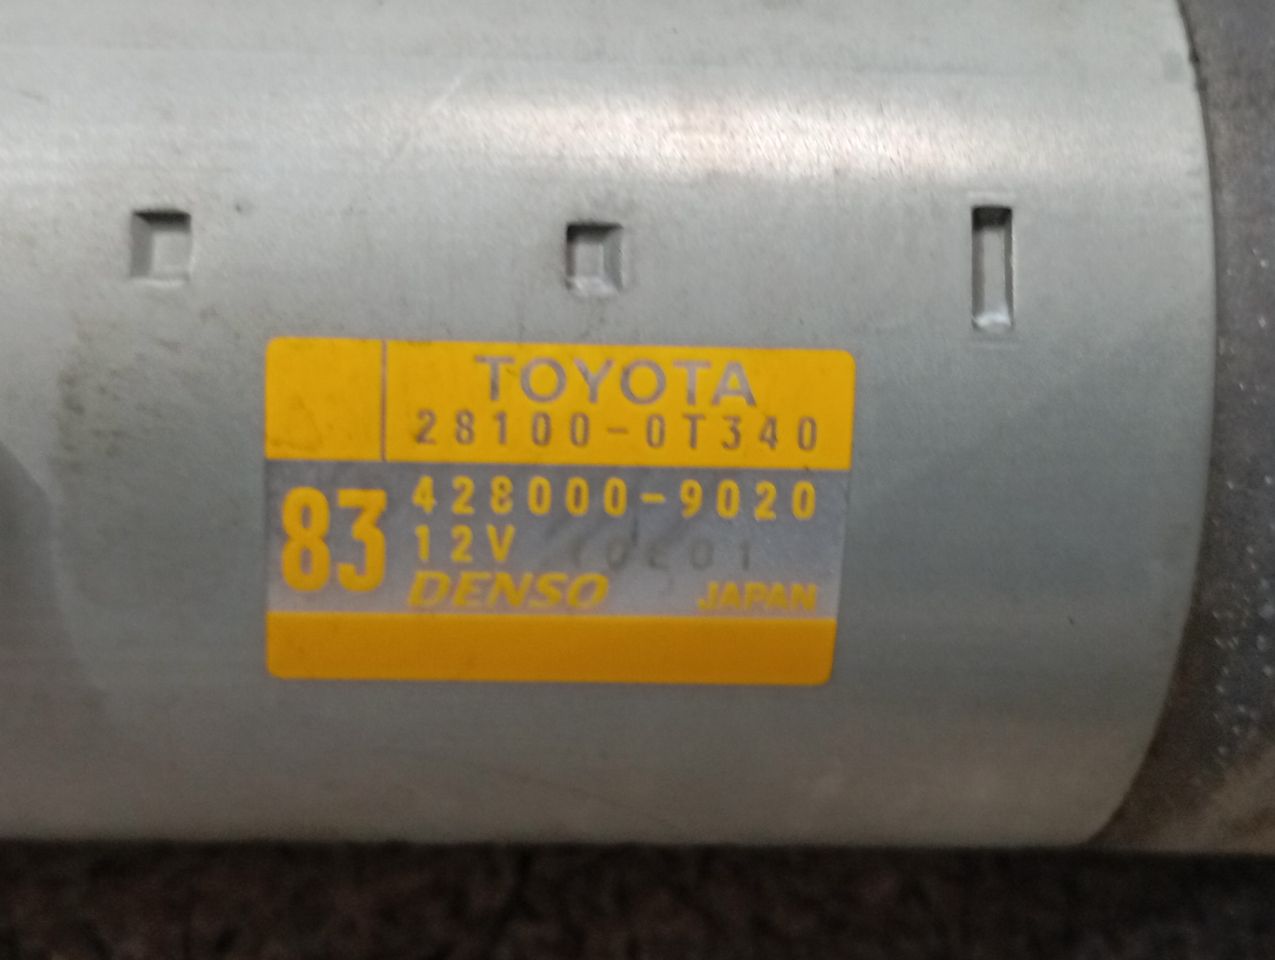 TOYOTA
28100-0T340
83
428000-9020
12V
DENSO JAPAN